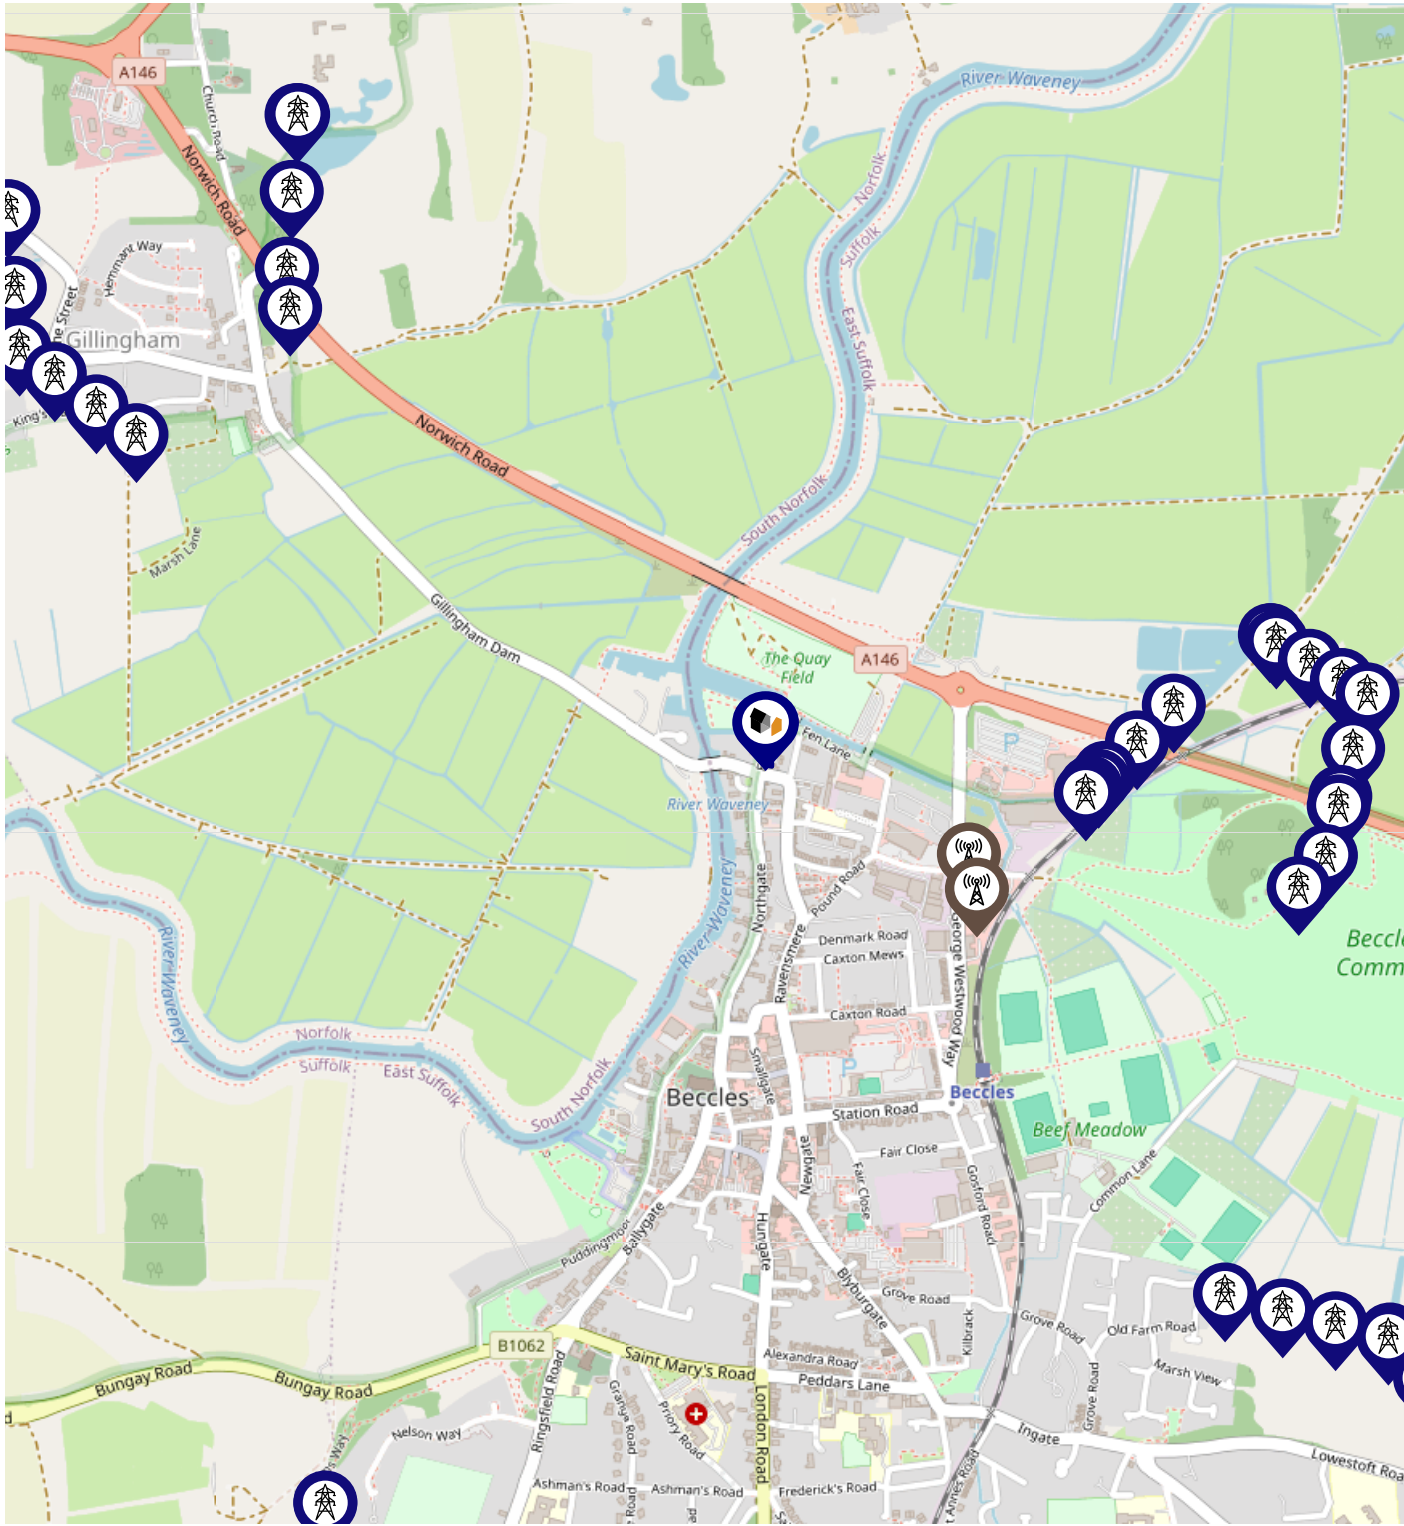 River Waveney
A146
Church Road
Norfolk
Norwich Road
Suffolk
Hemmant Way
East Suffolk
Gillingham
King's
Norwich Road
South Norfolk
Marsh Lane
Gillingham Dam
The Quay
Field
A146
Fen Lane
P
River Waveney
Northgate
Pound Road
River Waveney
River Waveney
Denmark Road
Caxton Mews
Ravensmere
George Westwood Way
Caxton Road
Norfolk
Suffolk
East Suffolk
South Norfolk
Smallgate
P
Beccles
Beccles
Station Road
Beef Meadow
Fair Close
Newgate
Fair Close
Gosford Road
Common Lane
Puddingmoor
Ballygate
Hungate
Blyburgate
Grove Road
Kilbrack
Grove Road
Old Farm Road
B1062
Saint Mary's Road
Alexandra Road
Peddars Lane
Marsh View
Bungay Road
Bungay Road
Grove Road
Ringsfield Road
Grange Road
Priory Road
London Road
Nelson Way
Ingate
Ashman's Road
Ashman's Road
Frederick's Road